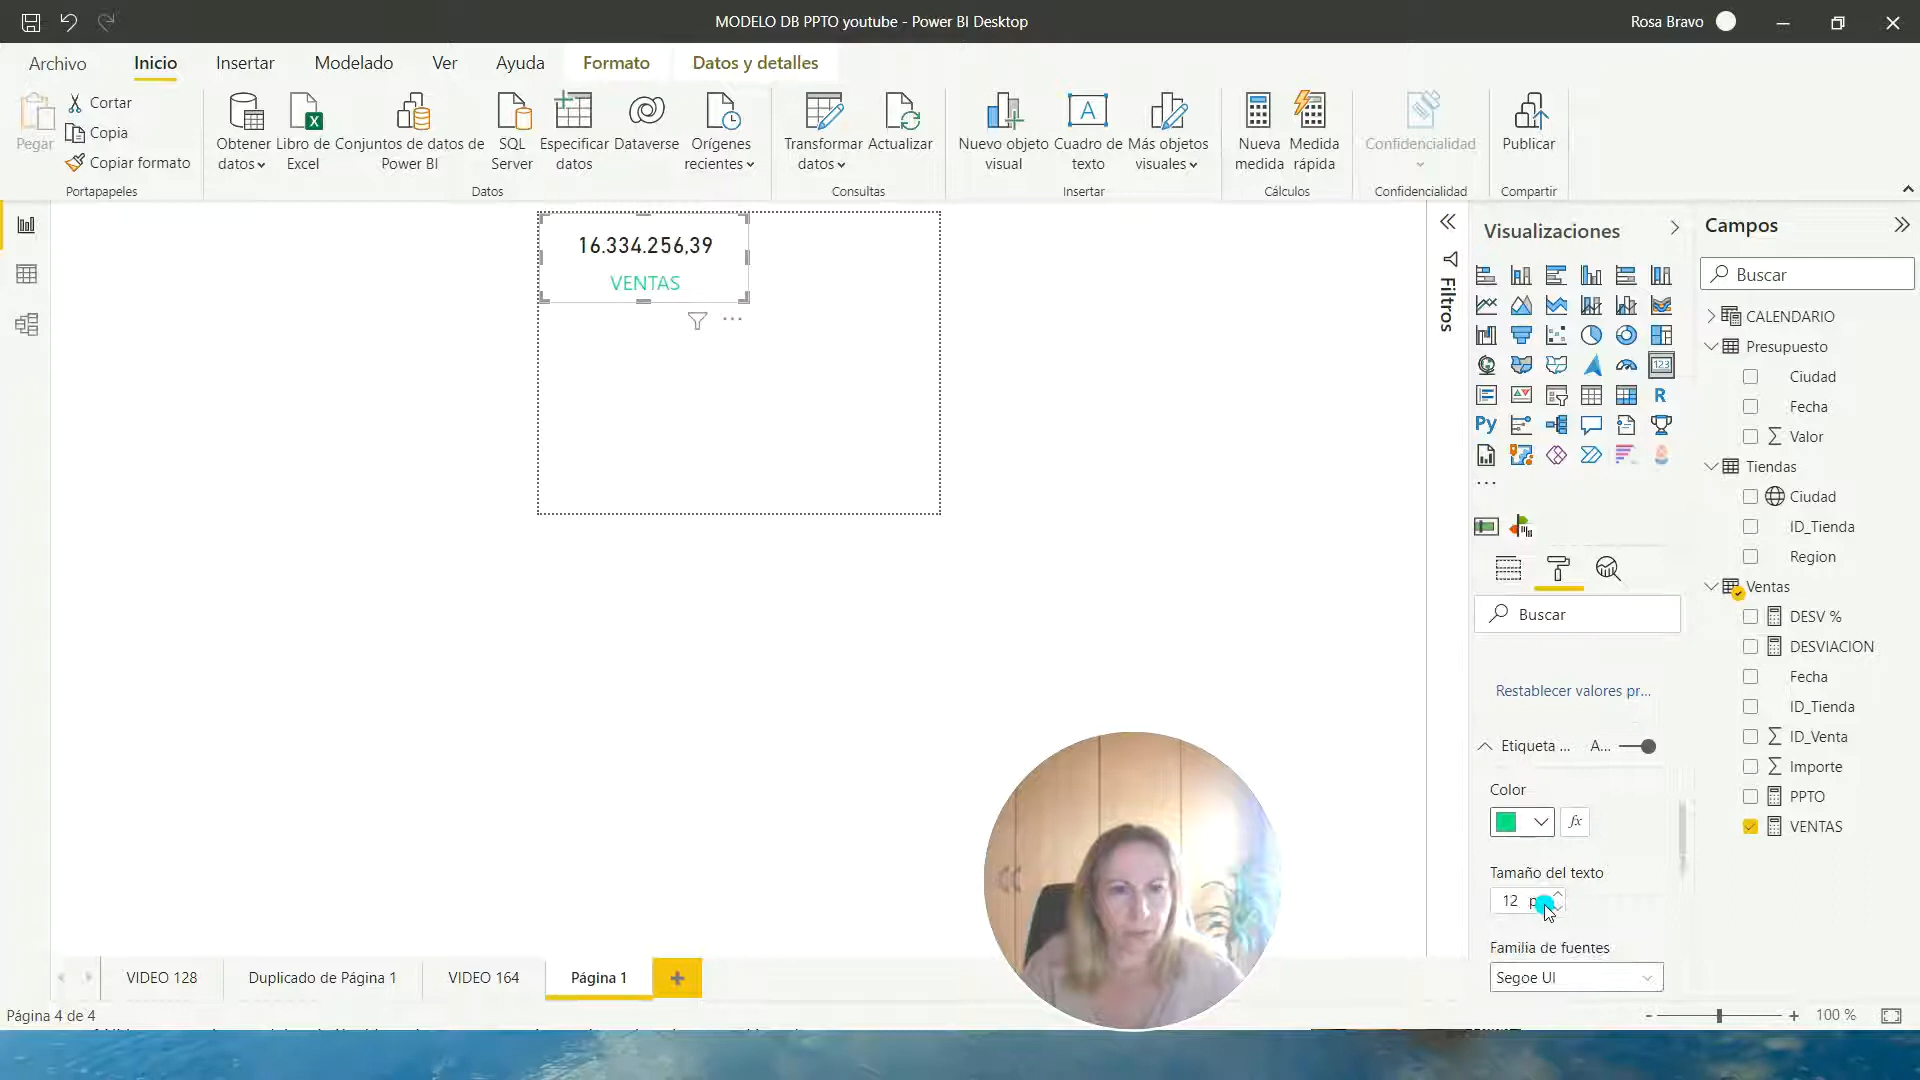 MODELO DB PPTO youtube - Power BI Desktop
Rosa Bravo
Archivo
Inicio
Insertar
Modelado
Ver
Ayuda
Formato
Datos y detalles
Pegar
Cortar
Copia
Copiar formato
Portapapeles
Obtener datos
Libro de Excel
Conjuntos de datos de Power BI
SQL Server
Especificar datos
Dataverse
Orígenes recientes
Datos
Transformar datos
Actualizar
Consultas
Nuevo objeto visual
Cuadro de texto
Más objetos visuales
Insertar
Nueva medida
Medida rápida
Cálculos
Confidencialidad
Confidencialidad
Publicar
Compartir
16.334.256,39
VENTAS
Filtros
Visualizaciones
R
Py
Buscar
Restablecer valores pr...
Etiqueta ... A...
Color
fx
Tamaño del texto
12 p
Familia de fuentes
Segoe UI
Campos
Buscar
CALENDARIO
Presupuesto
Ciudad
Fecha
Valor
Tiendas
Ciudad
ID_Tienda
Region
Ventas
DESV %
DESVIACION
Fecha
ID_Tienda
ID_Venta
Importe
PPTO
VENTAS
VIDEO 128
Duplicado de Página 1
VIDEO 164
Página 1
Página 4 de 4
100 %